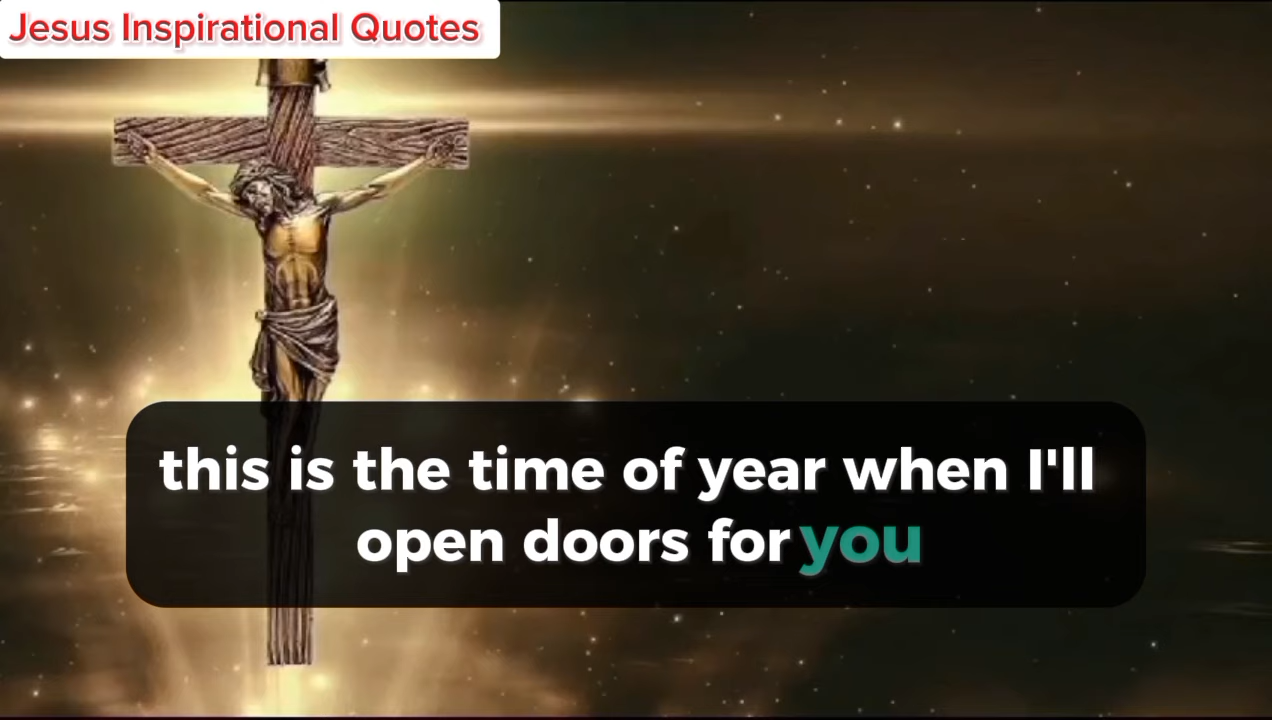 Jesus Inspirational Quotes
this is the time of year when I'll
open doors for you